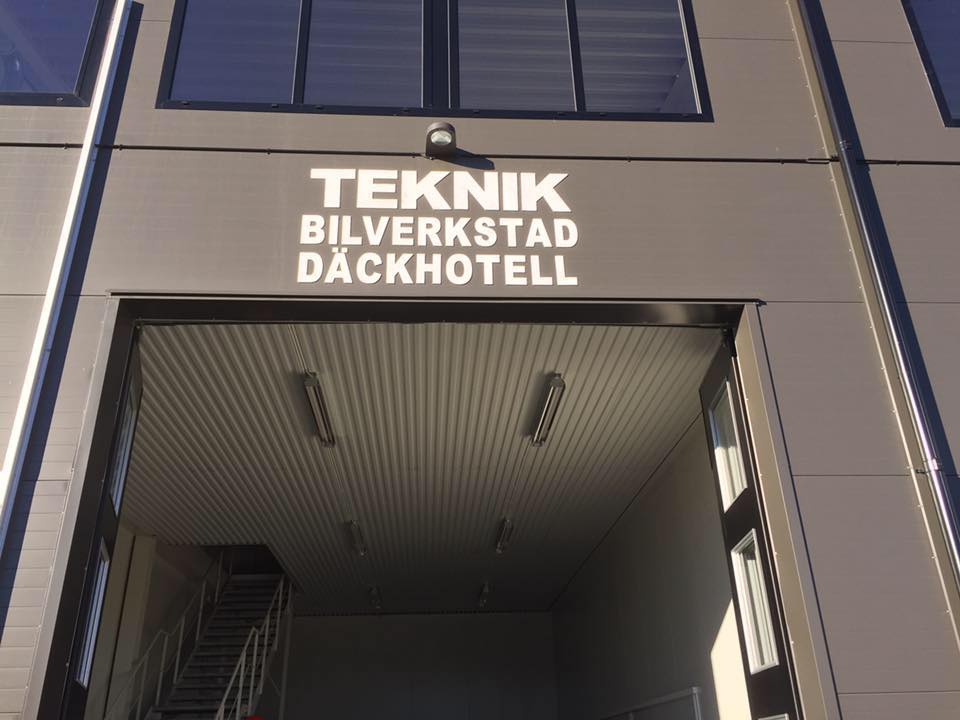 TEKNIK
BILVERKSTAD
DÄCKHOTELL